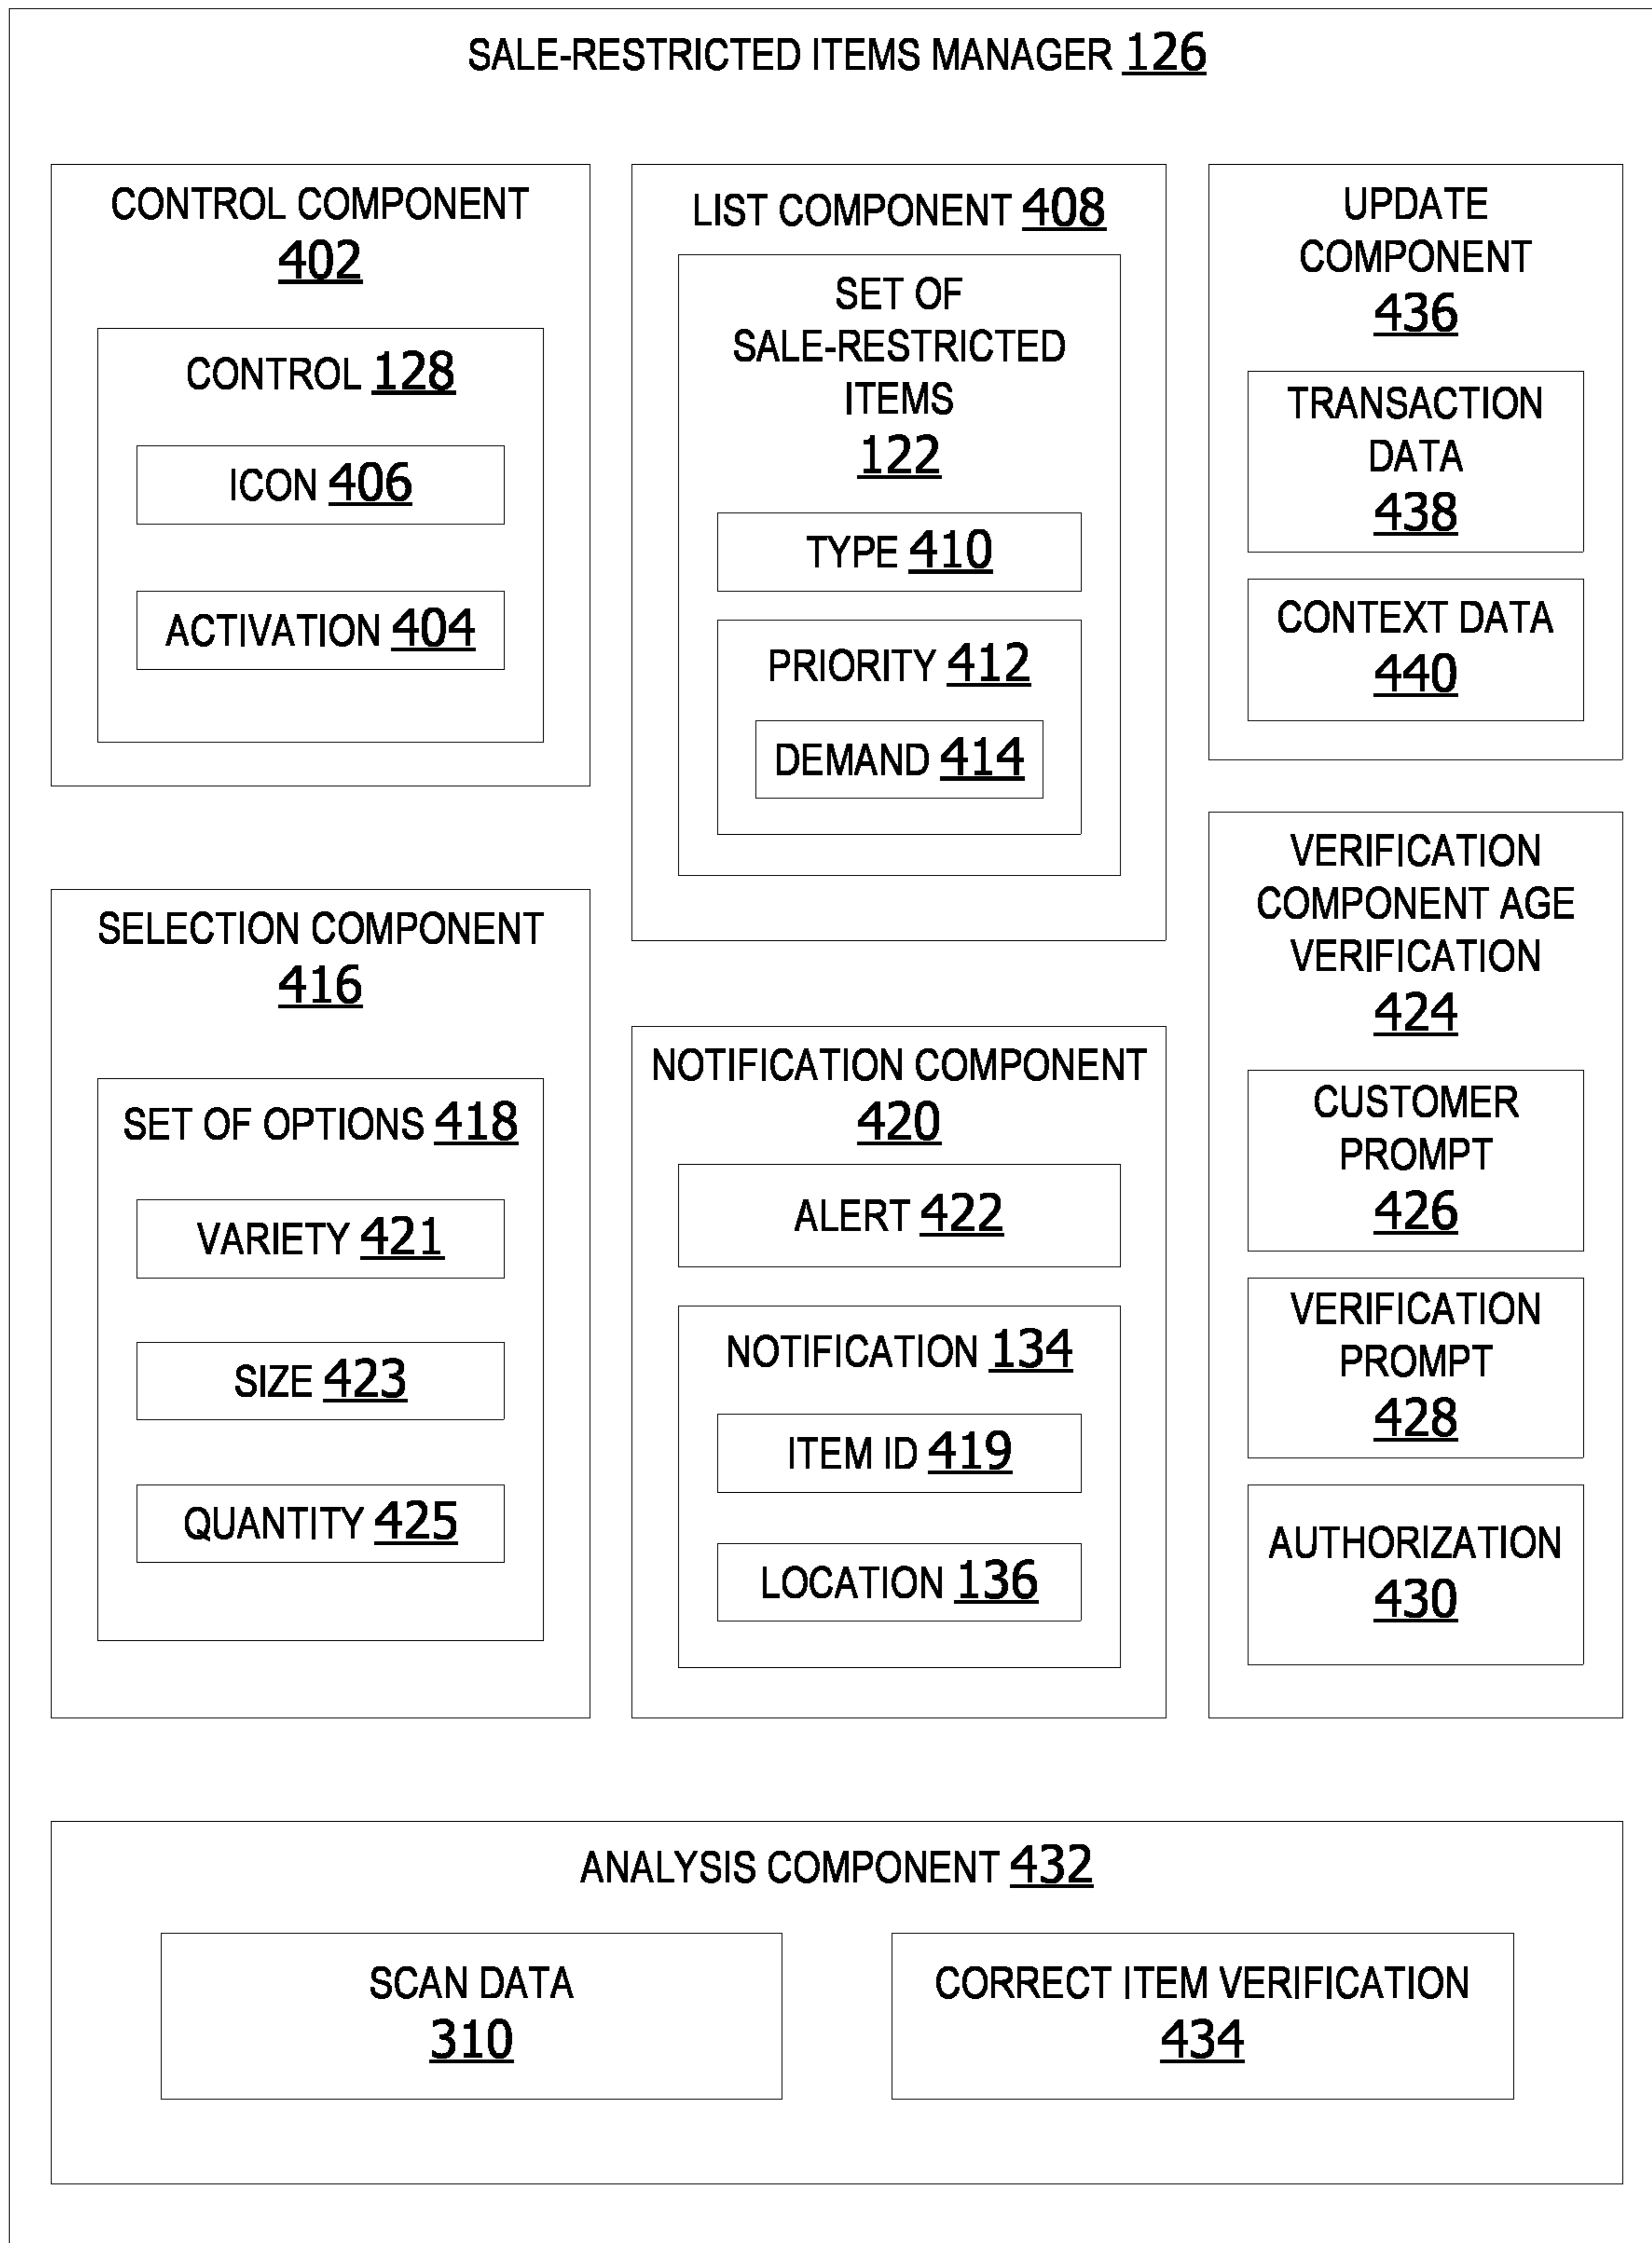 SALE-RESTRICTED ITEMS MANAGER 126
CONTROL COMPONENT
402
CONTROL 128
ICON 406
ACTIVATION 404
LIST COMPONENT 408
SET OF
SALE-RESTRICTED
ITEMS
122
TYPE 410
PRIORITY 412
DEMAND 414
UPDATE
COMPONENT
436
TRANSACTION
DATA
438
CONTEXT DATA
440
SELECTION COMPONENT
416
SET OF OPTIONS 418
VARIETY 421
SIZE 423
QUANTITY 425
NOTIFICATION COMPONENT
420
ALERT 422
NOTIFICATION 134
ITEM ID 419
LOCATION 136
VERIFICATION
COMPONENT AGE
VERIFICATION
424
CUSTOMER
PROMPT
426
VERIFICATION
PROMPT
428
AUTHORIZATION
430
ANALYSIS COMPONENT 432
SCAN DATA
310
CORRECT ITEM VERIFICATION
434